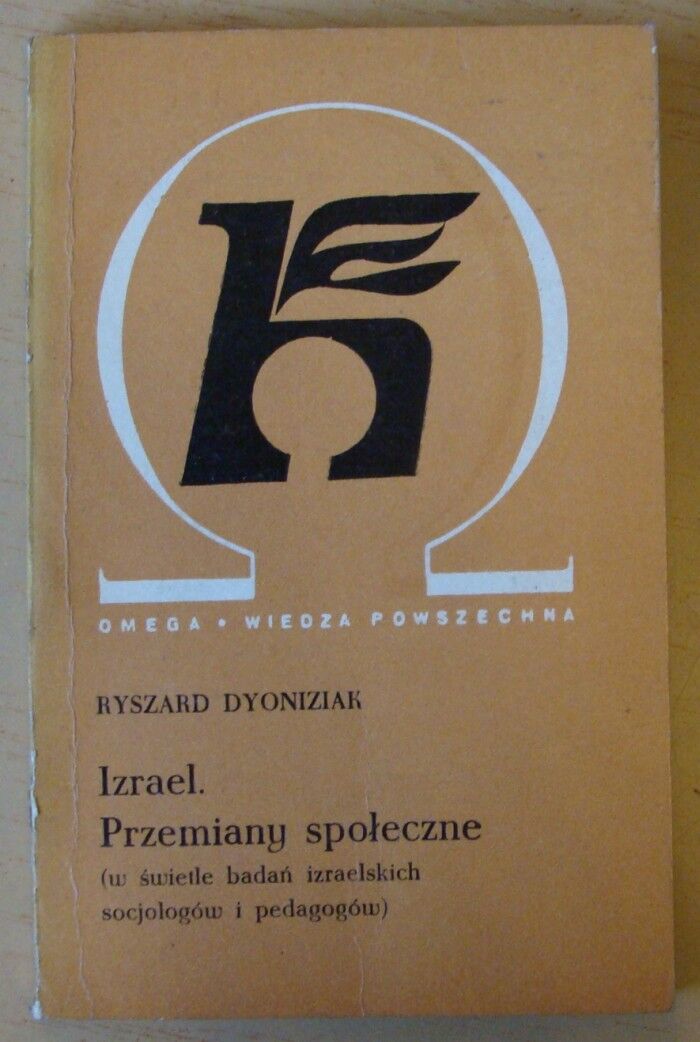 OMEGA • WIEDZA POWSZECHNA
RYSZARD DYONIZIAK
Izrael.
Przemiany społeczne
(w świetle badań izraelskich
socjologów i pedagogów)